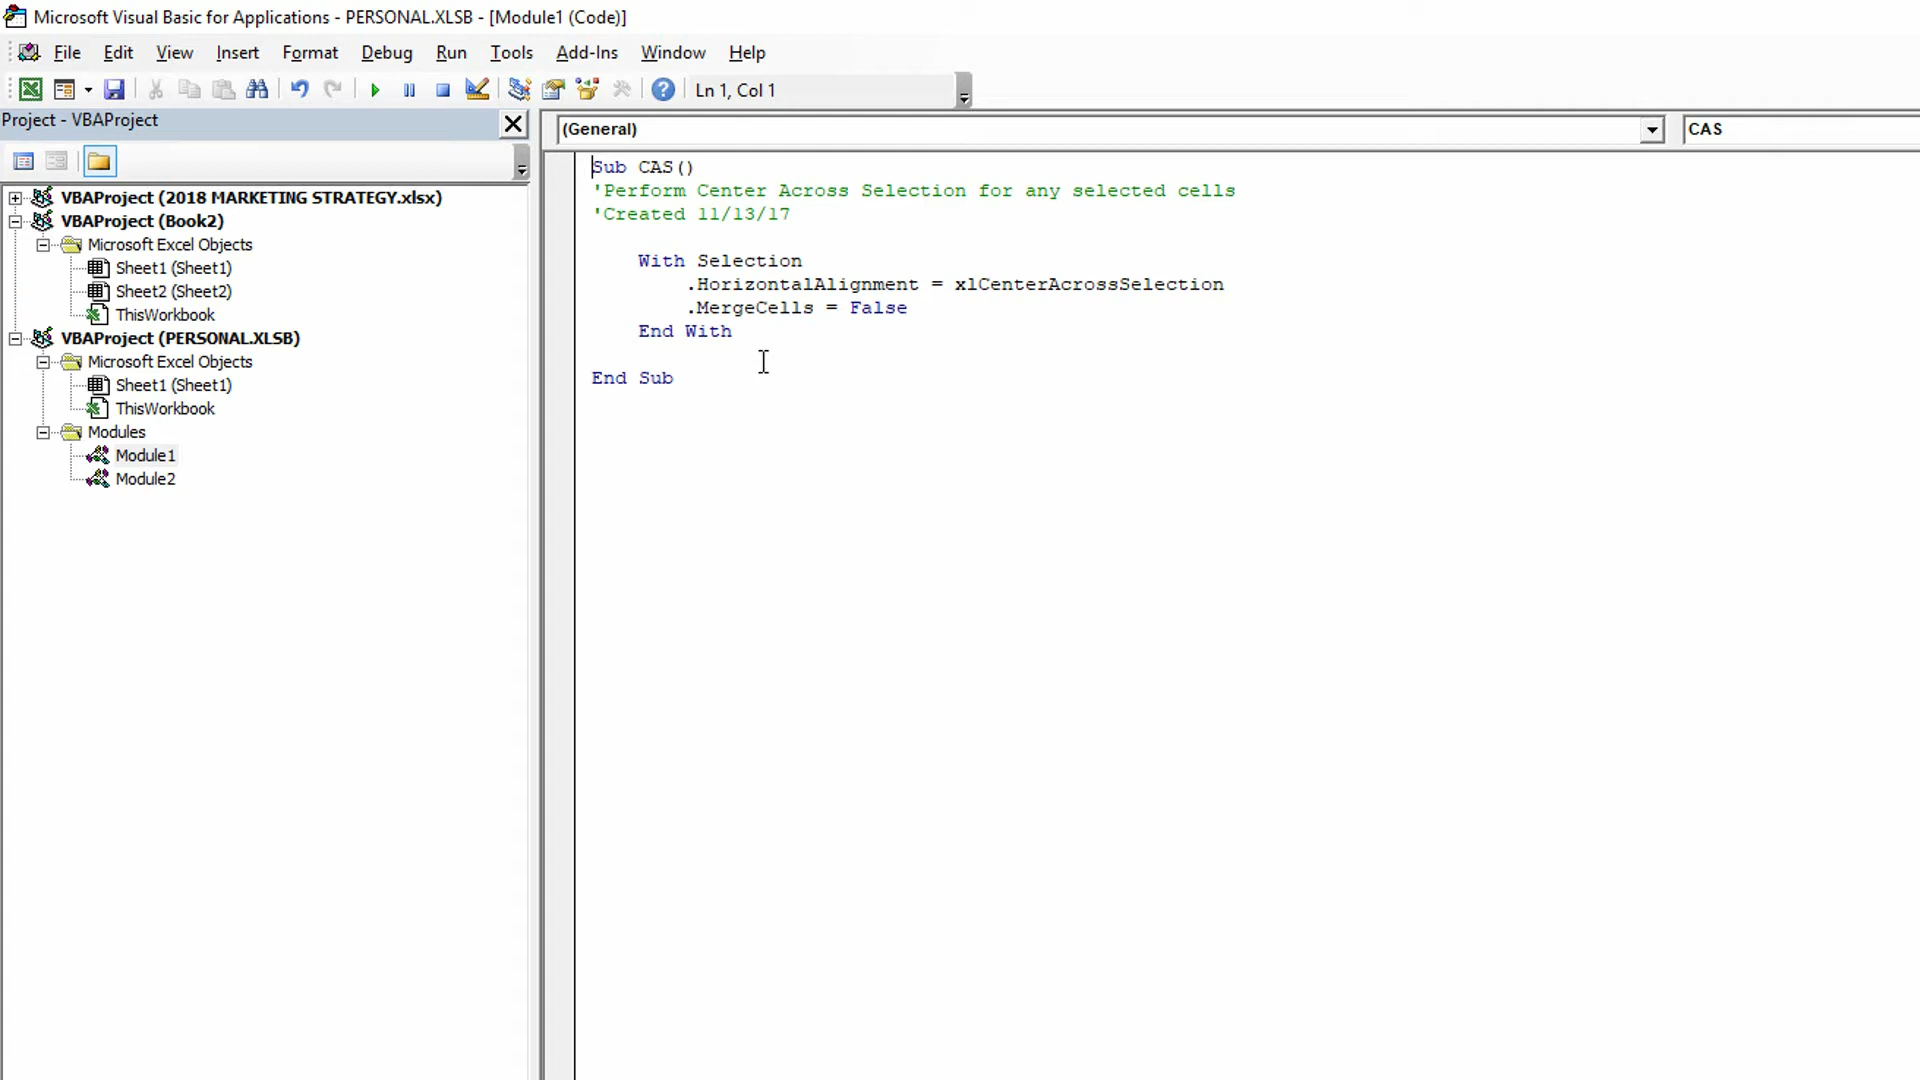 Microsoft Visual Basic for Applications - PERSONAL.XLSB - [Module1 (Code)]
File Edit View Insert Format Debug Run Tools Add-Ins Window Help
Ln 1, Col 1
Project - VBAProject
(General)
CAS
VBAProject (2018 MARKETING STRATEGY.xlsx)
VBAProject (Book2)
Microsoft Excel Objects
Sheet1 (Sheet1)
Sheet2 (Sheet2)
ThisWorkbook
VBAProject (PERSONAL.XLSB)
Microsoft Excel Objects
Sheet1 (Sheet1)
ThisWorkbook
Modules
Module1
Module2
Sub CAS()
'Perform Center Across Selection for any selected cells
'Created 11/13/17
With Selection
.HorizontalAlignment = xlCenterAcrossSelection
.MergeCells = False
End With
End Sub